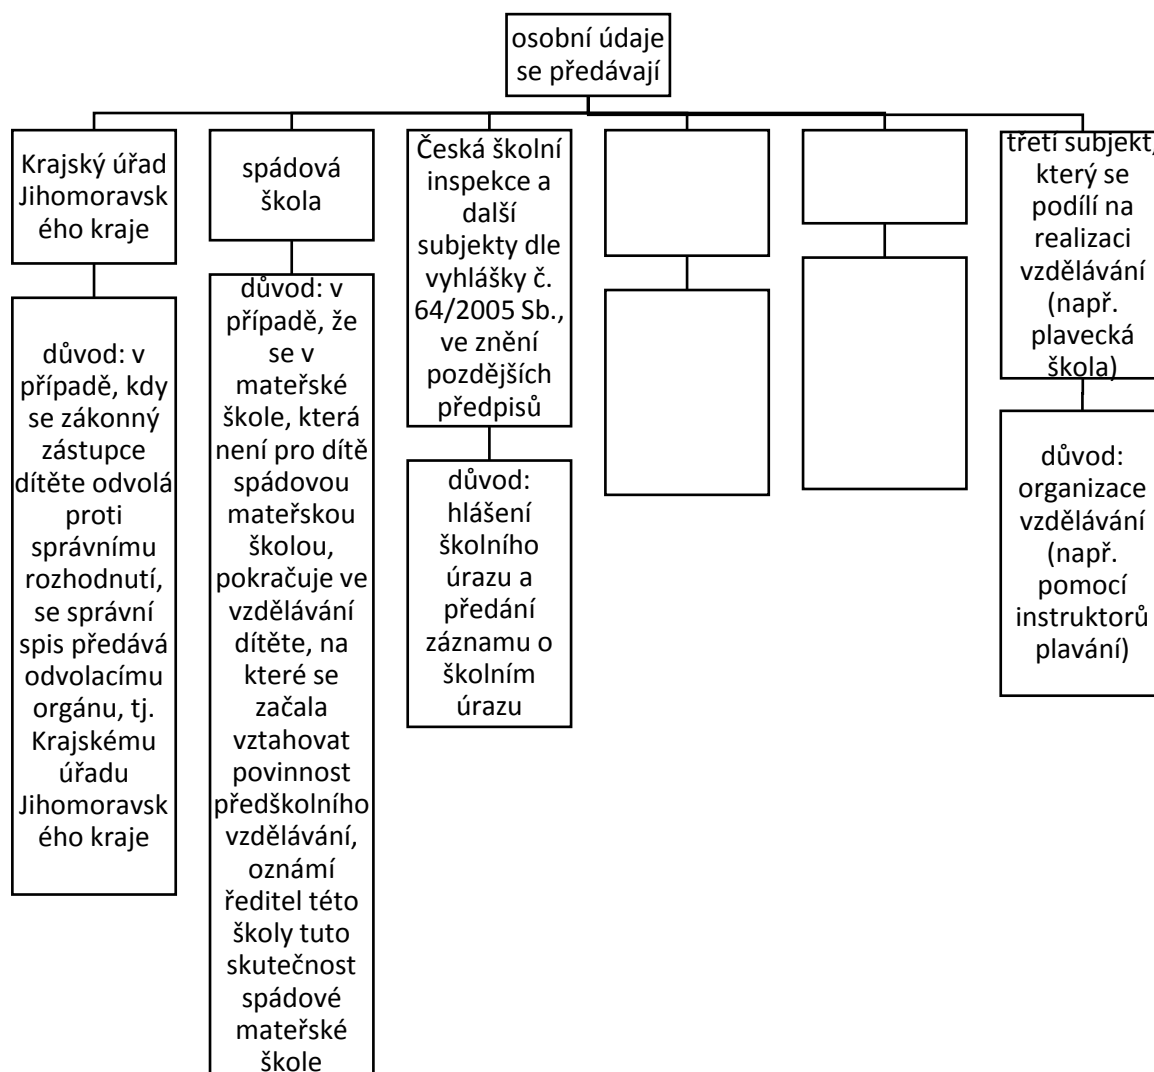 osobní údaje
se předávají
Krajský úřad
Jihomoravsk
ého kraje
důvod: v
případě, kdy
se zákonný
zástupce
dítěte odvolá
proti
správnímu
rozhodnutí,
se správní
spis předává
odvolacímu
orgánu, tj.
Krajskému
úřadu
Jihomoravsk
ého kraje
spádová
škola
důvod: v
případě, že
se v
mateřské
škole, která
není pro dítě
spádovou
mateřskou
školou,
pokračuje ve
vzdělávání
dítěte, na
které se
začala
vztahovat
povinnost
předškolního
vzdělávání,
oznámí
ředitel této
školy tuto
skutečnost
spádové
mateřské
škole
Česká školní
inspekce a
další
subjekty dle
vyhlášky č.
64/2005 Sb.,
ve znění
pozdějších
předpisů
důvod:
hlášení
školního
úrazu a
předání
záznamu o
školním
úrazu
třetí subjekt,
který se
podílí na
realizaci
vzdělávání
(např.
plavecká
škola)
důvod:
organizace
vzdělávání
(např.
pomocí
instruktorů
plavání)